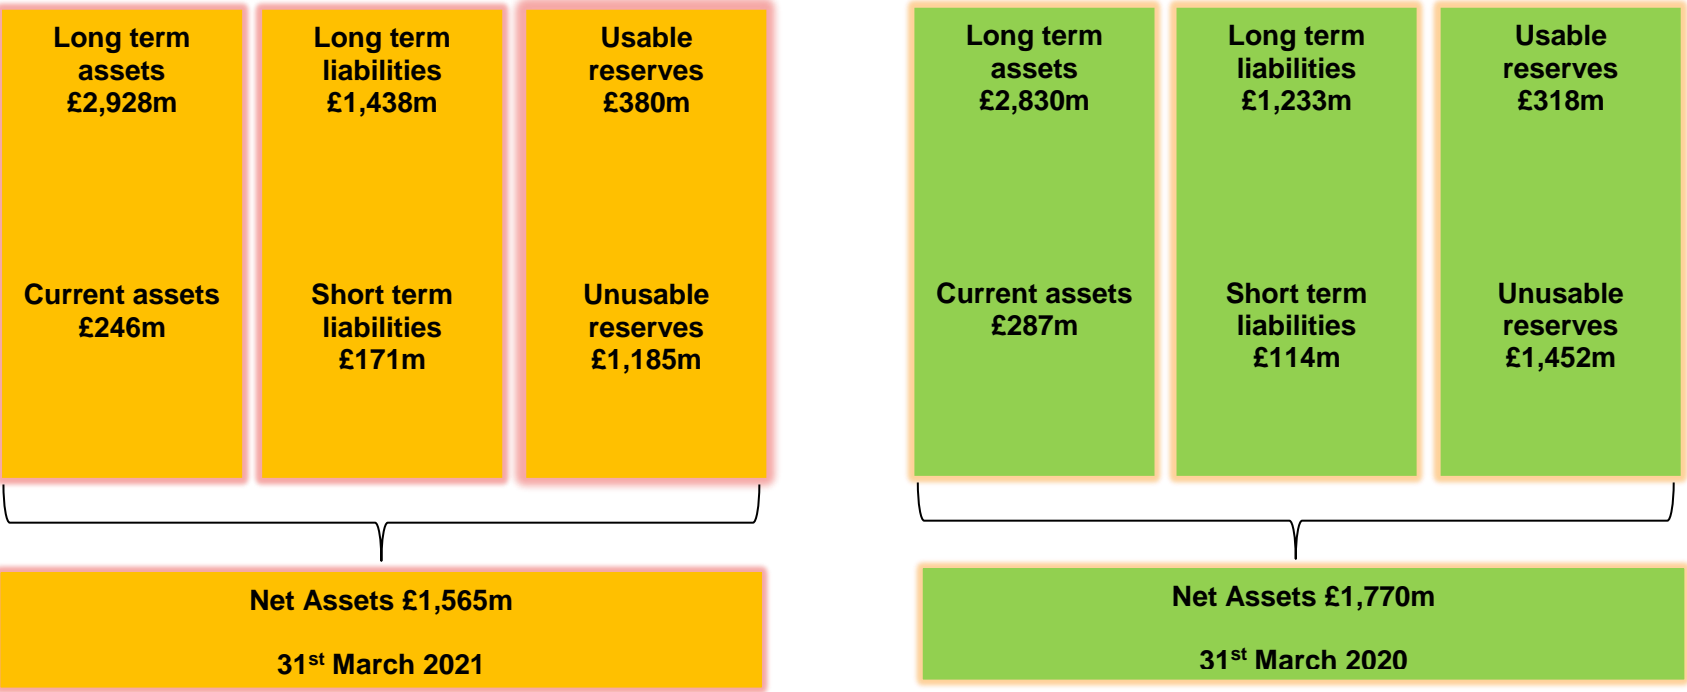 Long term
assets
£2,928m
Current assets
£246m
Long term
liabilities
£1,438m
Short term
liabilities
£171m
Usable
reserves
£380m
Unusable
reserves
£1,185m
Net Assets £1,565m
31st March 2021
Long term
assets
£2,830m
Current assets
£287m
Long term
liabilities
£1,233m
Short term
liabilities
£114m
Usable
reserves
£318m
Unusable
reserves
£1,452m
Net Assets £1,770m
31st March 2020